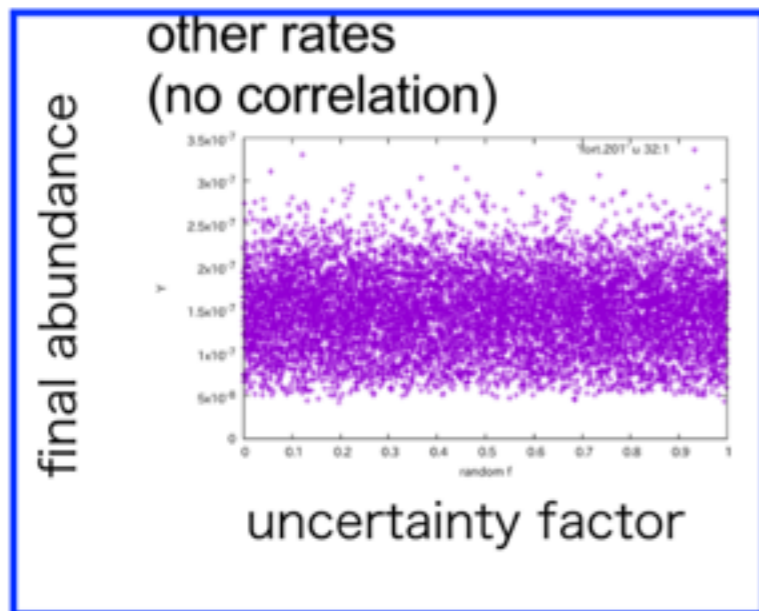 other rates
(no correlation)
final abundance
3.5x10-7
3x10-7
2.5x10-7
2x10-7
1.5x10-7
1x10-7
5x10-8
0
Y
u 32:1
0 0.1 0.2 0.3 0.4 0.5 0.6 0.7 0.8 0.9 1
random f
uncertainty factor